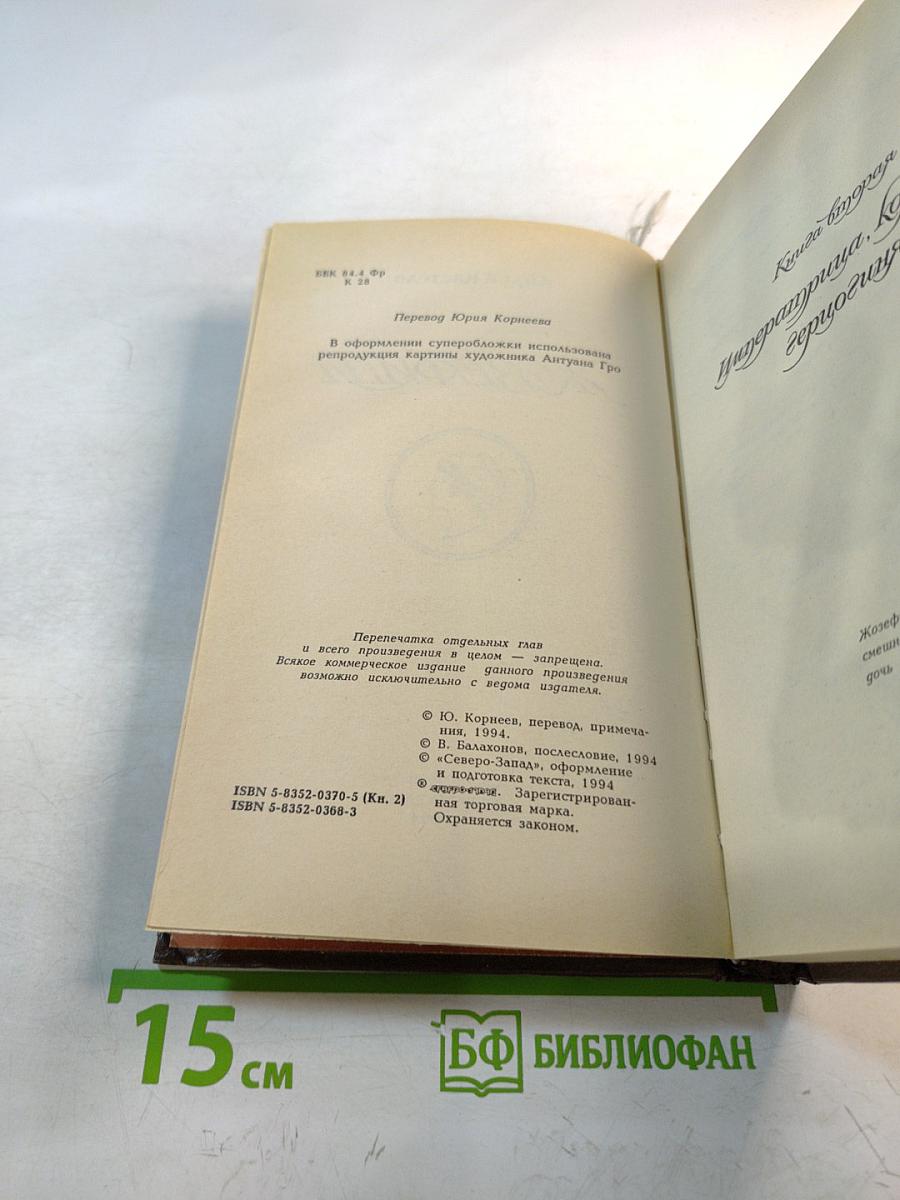 ББК 84.4 Фр
К 28
Перевод Юрия Корнеева
В оформлении суперобложки использована
репродукция картины художника Антуана Гро
Перепечатка отдельных глав
и всего произведения в целом — запрещена.
Всякое коммерческое издание данного произведения
возможно исключительно с ведома издателя.
© Ю. Корнеев, перевод, примеча-
ния, 1994.
© В. Балахонов, послесловие, 1994
© «Северо-Запад», оформление
и подготовка текста, 1994
® Зарегистрирован-
ная торговая марка.
Охраняется законом.
ISBN 5-8352-0370-5 (Кн. 2)
ISBN 5-8352-0368-3
Книга вторая
Императрица,
герцогиня
Жозеф
смешн
дочь
15 см
БФ БИБЛИОФАН